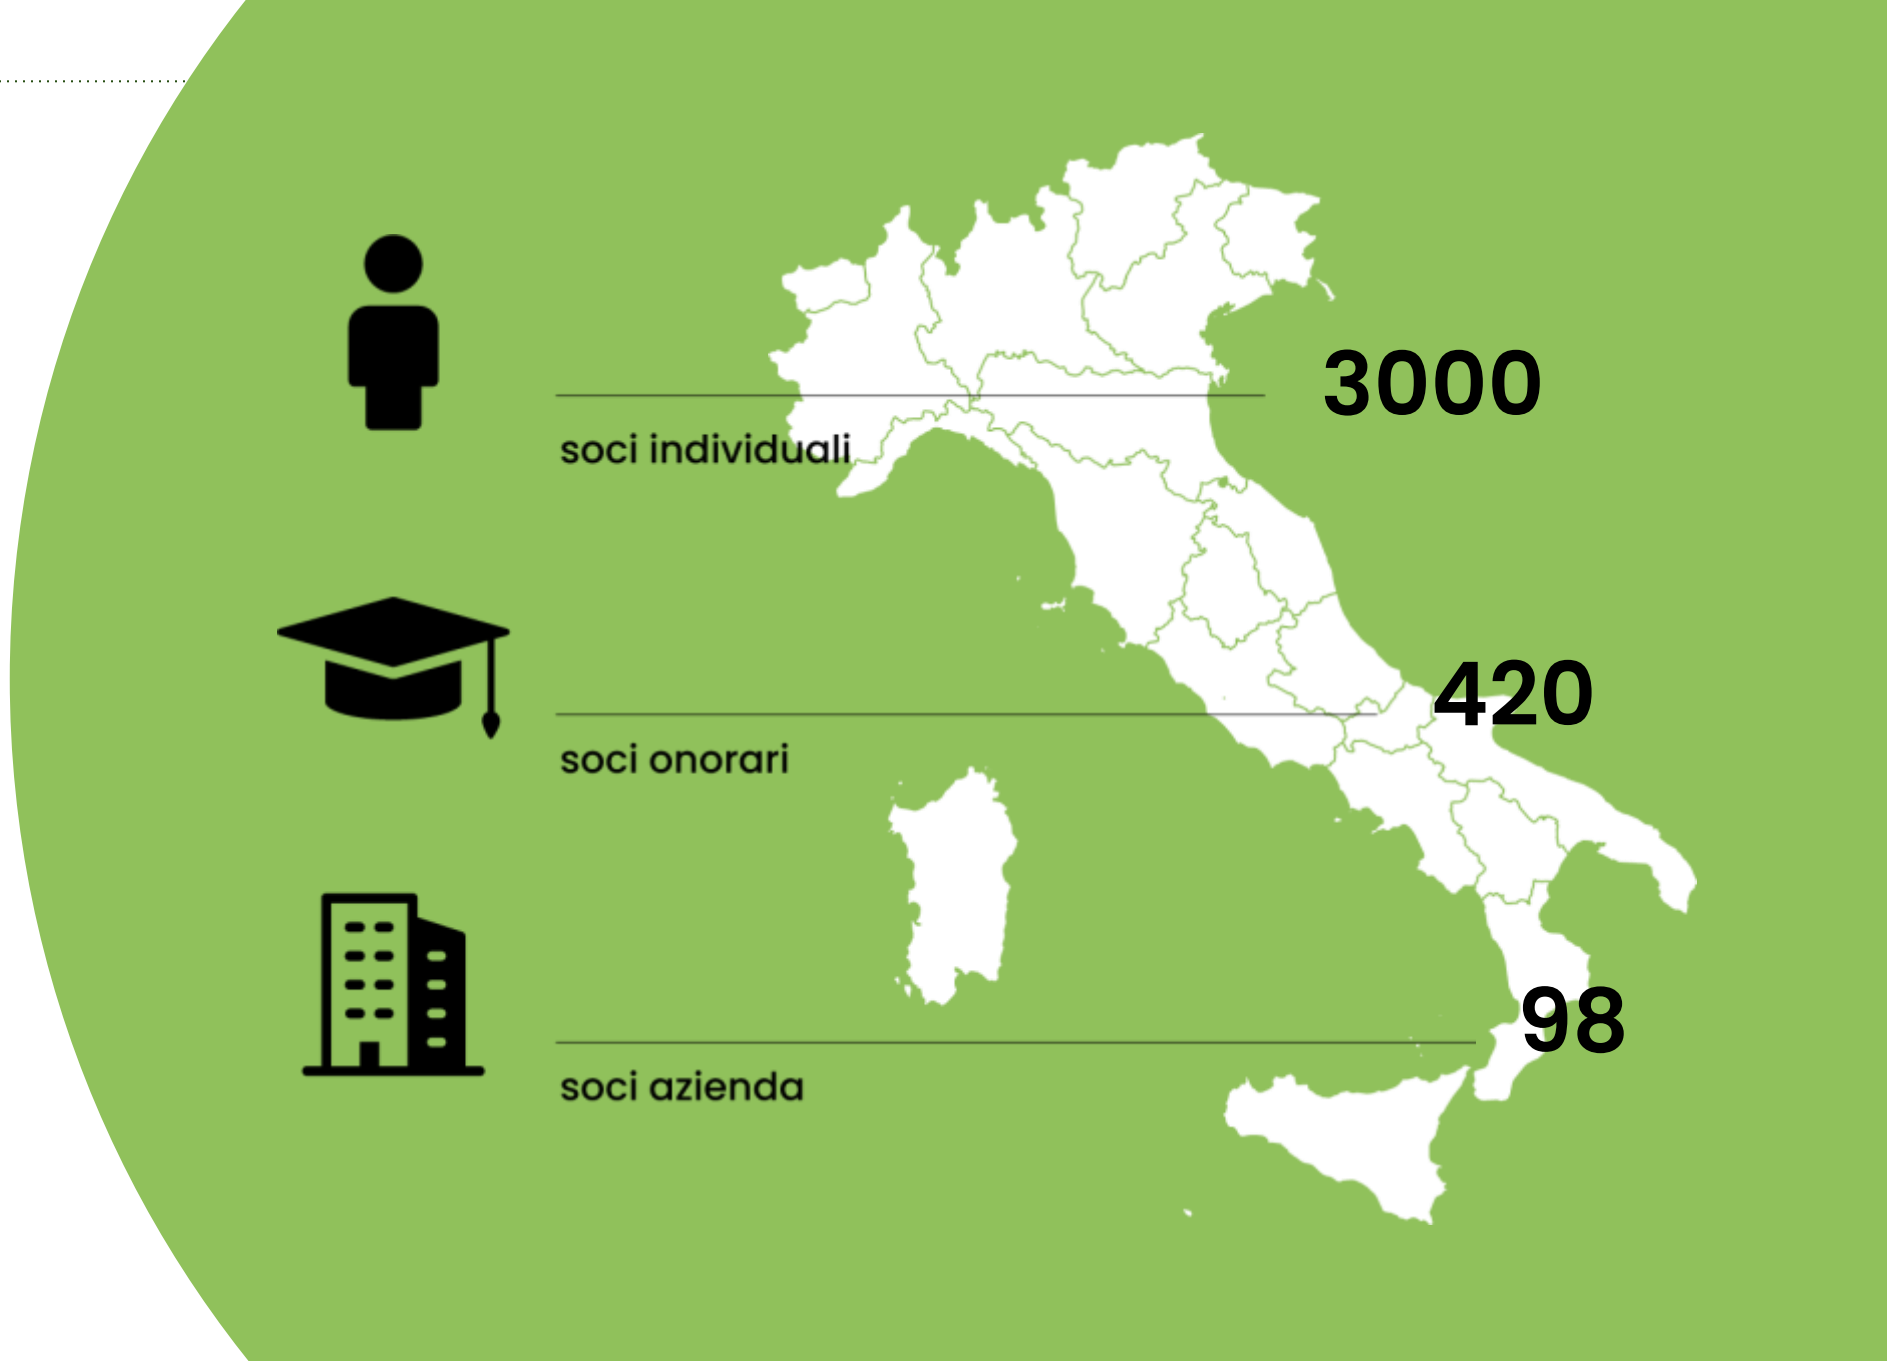 3000
soci individuali
420
soci onorari
98
soci azienda